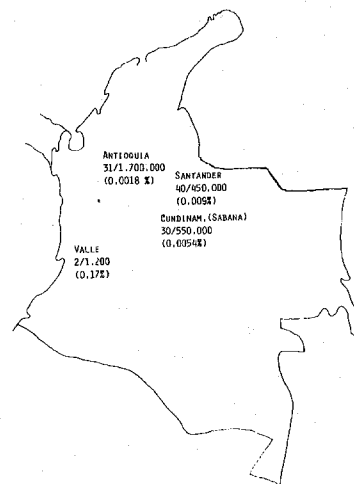 ANTIOQUIA
31/1.700.000
(0.0018 %)
SANTANDER
40/450.000
(0.009%)
CUNDINAM.(SABANA)
30/550.000
(0.0054%)
VALLE
2/1.200
(0.17%)